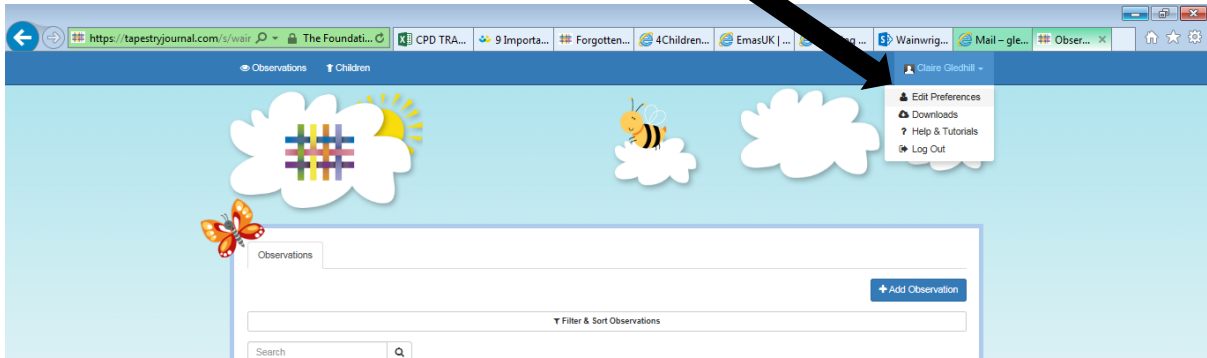 https://tapestryjournal.com/s/wair The Foundati... CPD TRA... 9 Importa... Forgotten... 4Children... EmasUK | ... Wainwrig... Mail – gle... Obser...
Observations Children Claire Gledhill
Edit Preferences
Downloads
? Help & Tutorials
Log Out
Observations
+ Add Observation
Filter & Sort Observations
Search